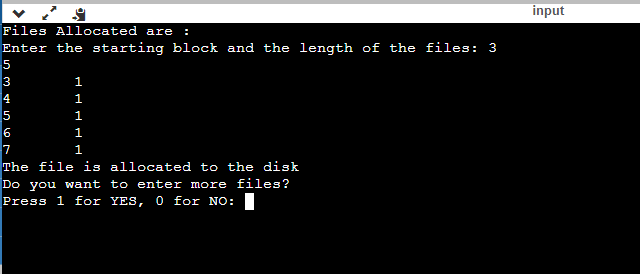 input
Files Allocated are :
Enter the starting block and the length of the files: 3
5
3 1
4 1
5 1
6 1
7 1
The file is allocated to the disk
Do you want to enter more files?
Press 1 for YES, 0 for NO: